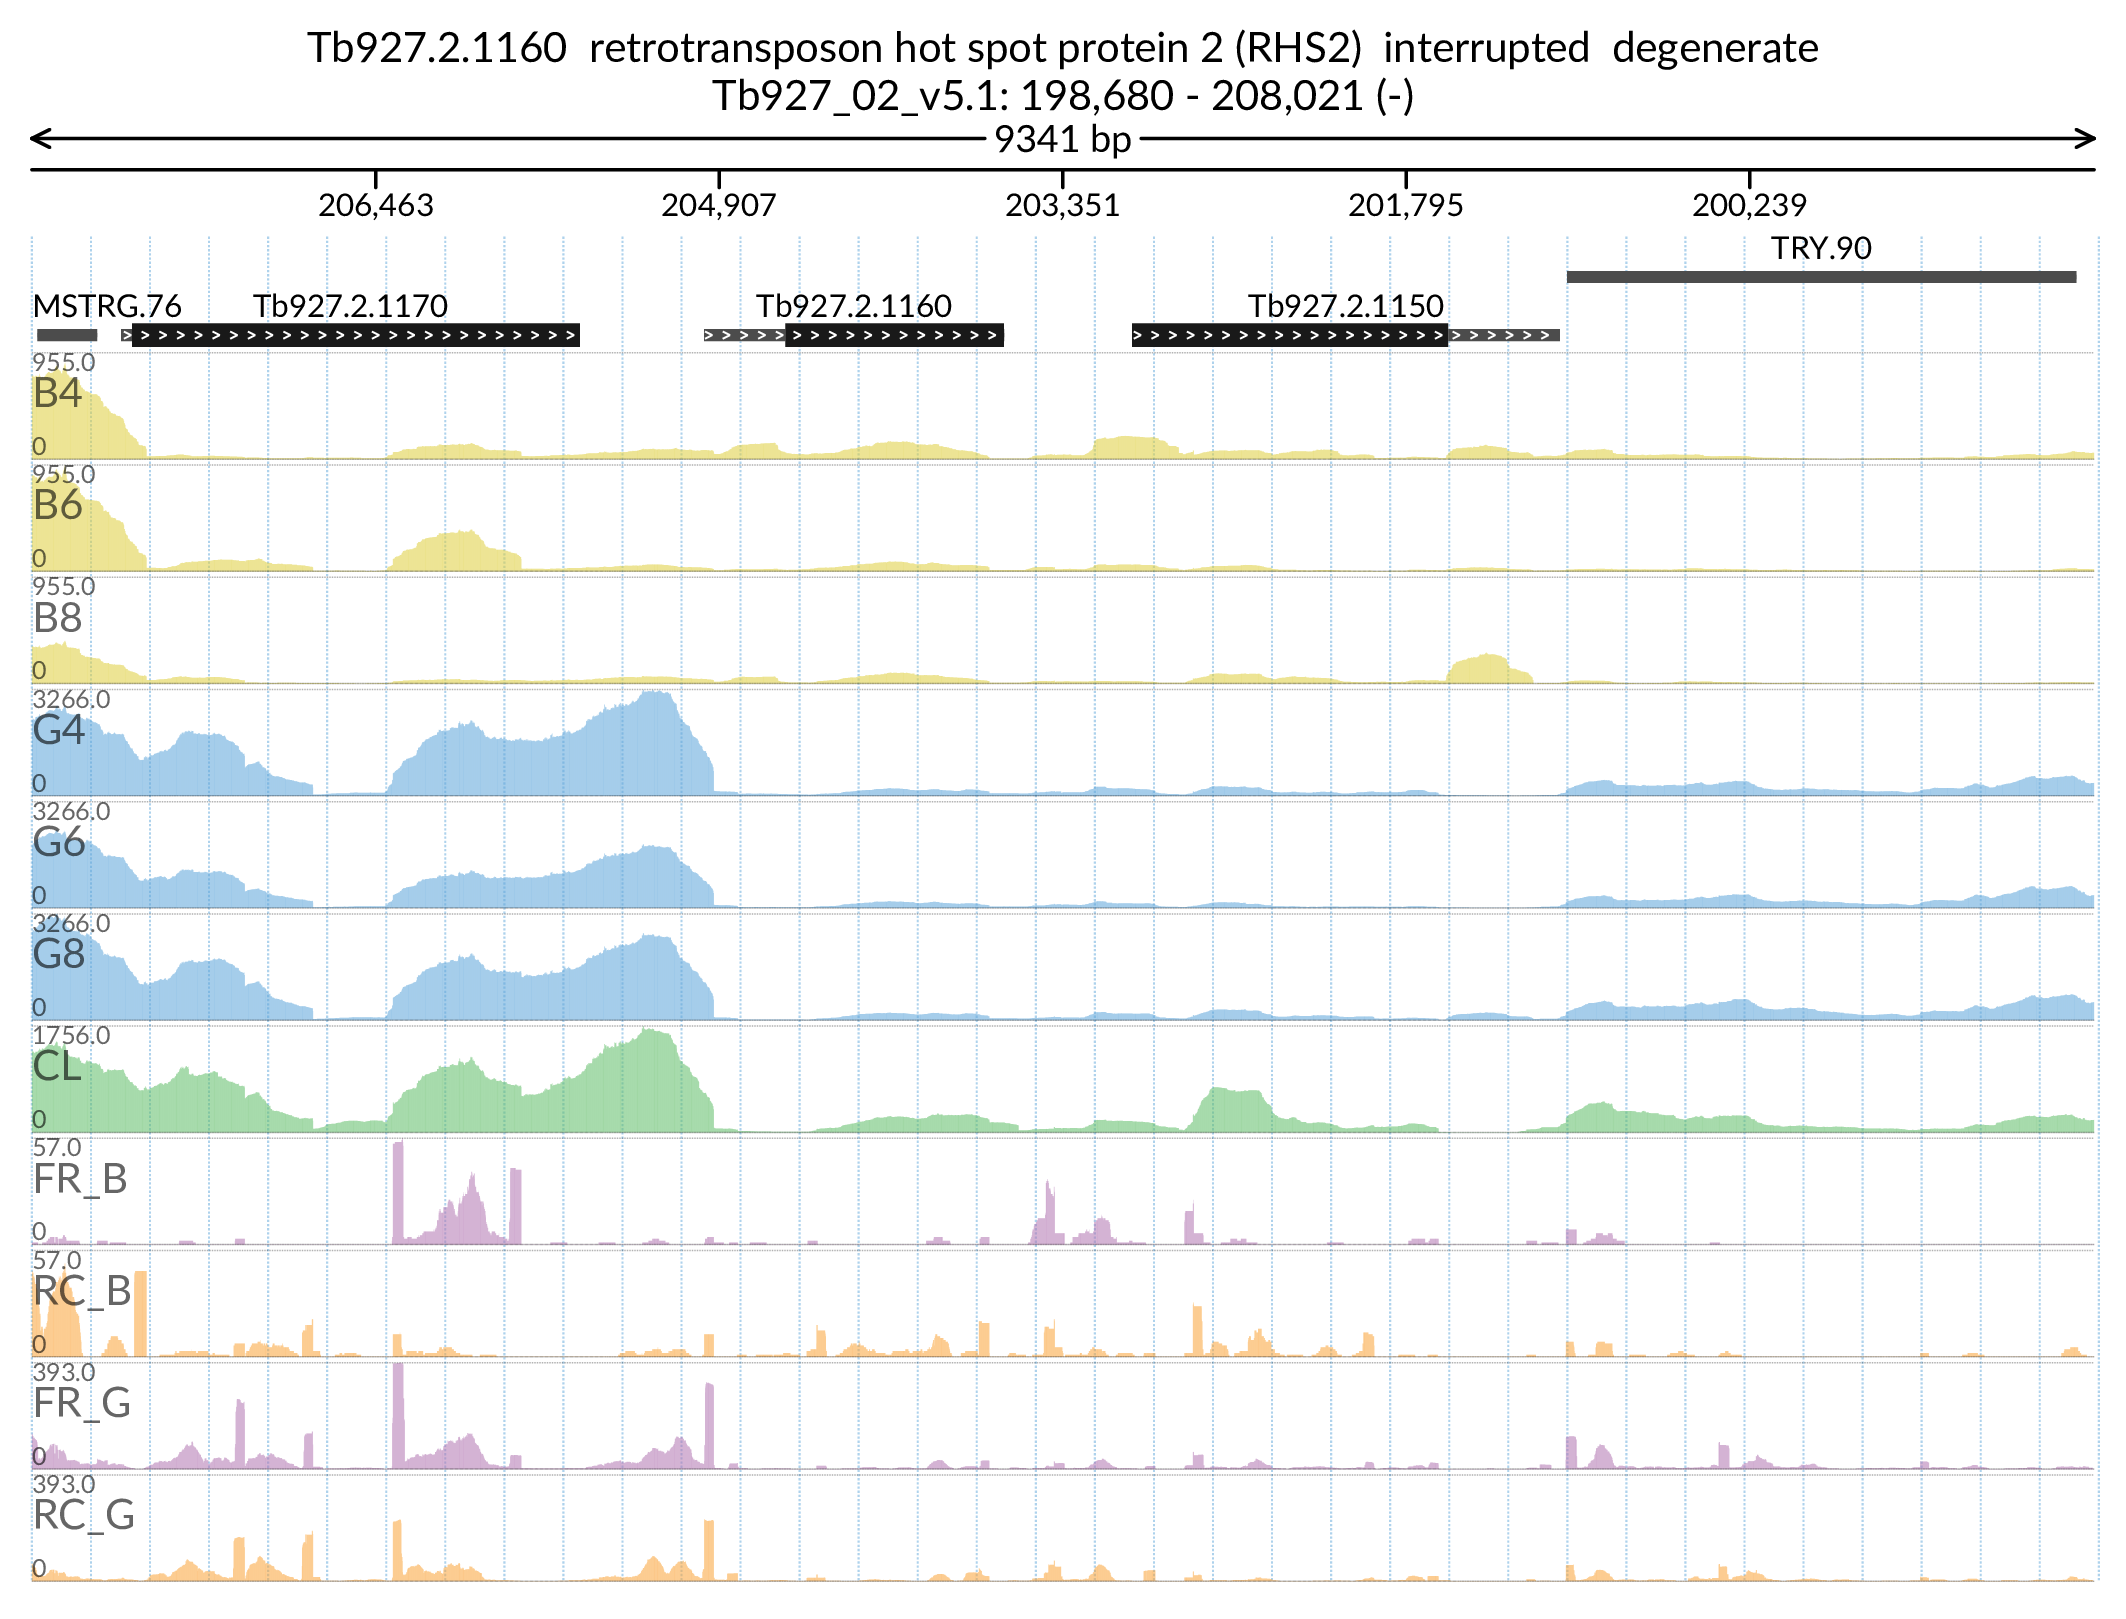 Tb927.2.1160 retrotransposon hot spot protein 2 (RHS2) interrupted degenerate
Tb927_02_v5.1: 198,680 - 208,021 (-)
9341 bp
206,463 204,907 203,351 201,795 200,239
TRY.90
MSTRG.76 Tb927.2.1170 Tb927.2.1160 Tb927.2.1150
955.0
B4
0
955.0
B6
0
955.0
B8
0
3266.0
G4
0
3266.0
G6
0
3266.0
G8
0
1756.0
CL
0
57.0
FR_B
0
57.0
RC_B
0
393.0
FR_G
0
393.0
RC_G
0